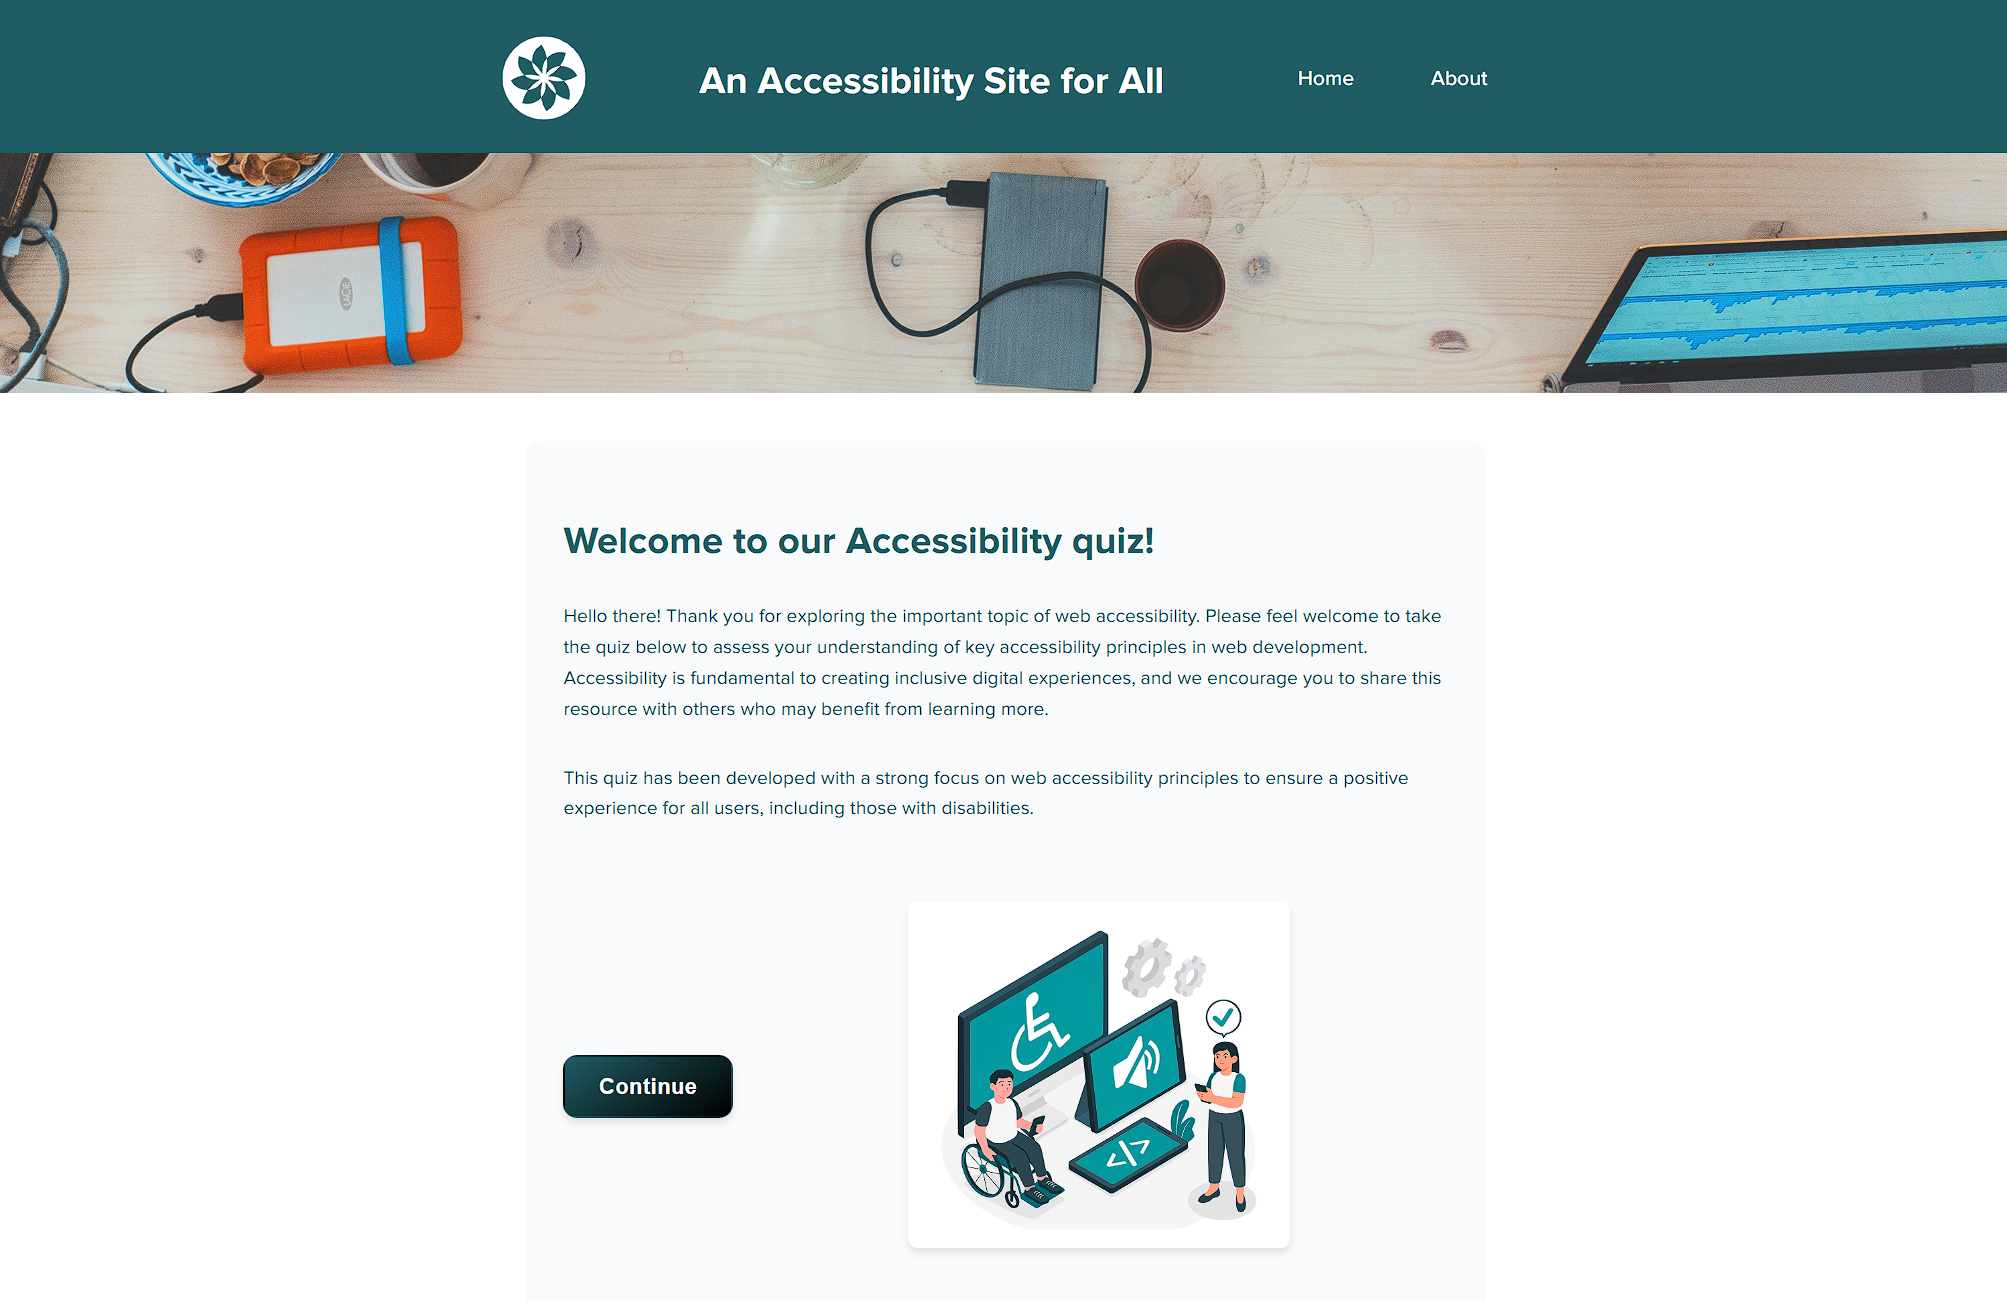 An Accessibility Site for All
Home
About
LACIE
Welcome to our Accessibility quiz!
Hello there! Thank you for exploring the important topic of web accessibility. Please feel welcome to take
the quiz below to assess your understanding of key accessibility principles in web development.
Accessibility is fundamental to creating inclusive digital experiences, and we encourage you to share this
resource with others who may benefit from learning more.
This quiz has been developed with a strong focus on web accessibility principles to ensure a positive
experience for all users, including those with disabilities.
Continue